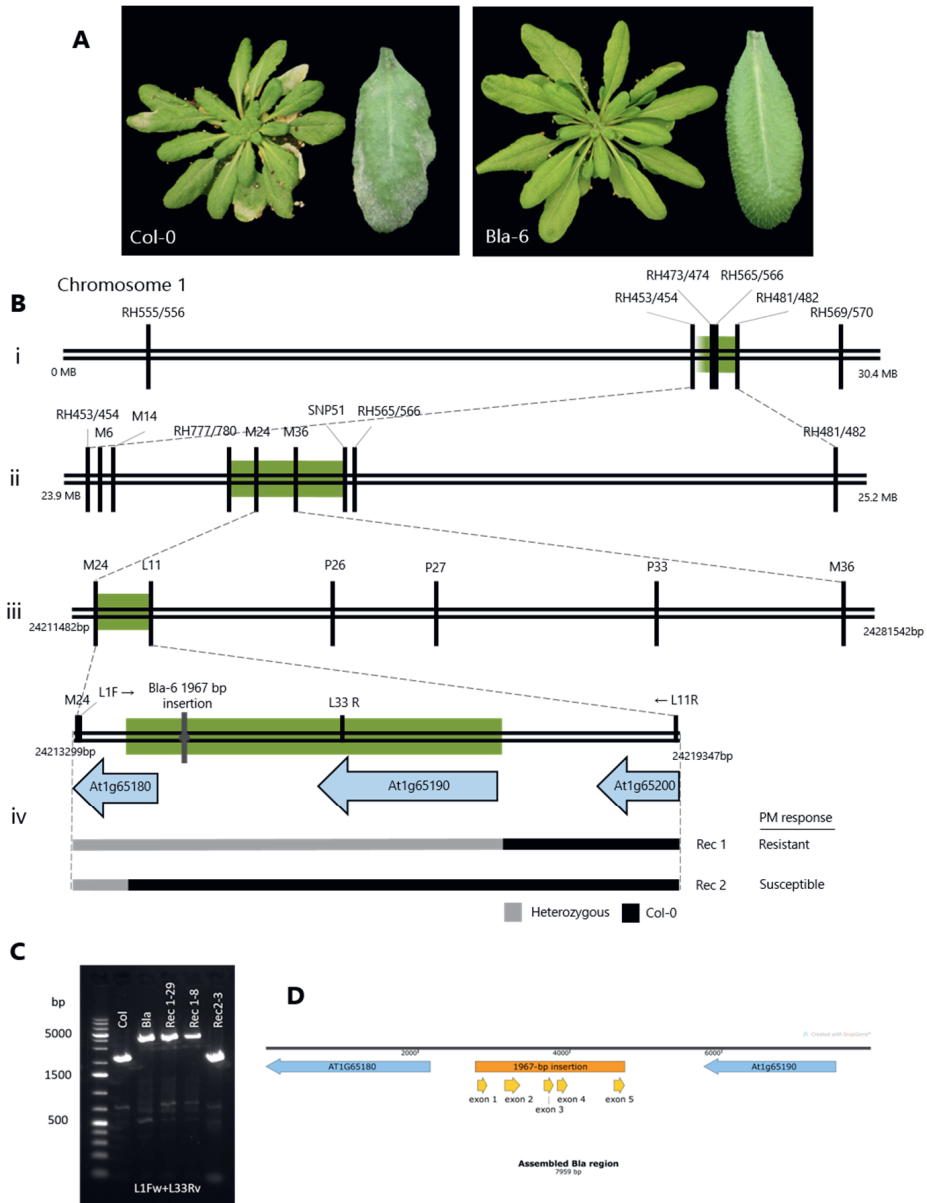 A
Col-0
Bla-6
B
Chromosome 1
RH473/474 RH565/566
RH555/556 RH453/454 RH481/482 RH569/570
i
0 MB 30.4 MB
RH453/454 M14 SNP51 RH565/566
M6 RH777/780 M24 M36 RH481/482
ii
23.9 MB 25.2 MB
M24 L11 P26 P27 P33 M36
iii
24211482bp 24281542bp
M24 L1F → Bla-6 1967 bp
insertion L33 R ← L11R
24213299bp 24219347bp
At1g65180 At1g65190 At1g65200
iv
PM response
Rec 1 Resistant
Rec 2 Susceptible
Heterozygous Col-0
C
bp Col Bla Rec 1-29 Rec 1-8 Rec2-3
5000
1500
500
L1Fw+L33Rv
D
Created with SnapGene®
2000 4000 6000
AT1G65180 1967-bp insertion At1g65190
exon 1 exon 2 exon 4 exon 5
exon 3
Assembled Bla region
7959 bp